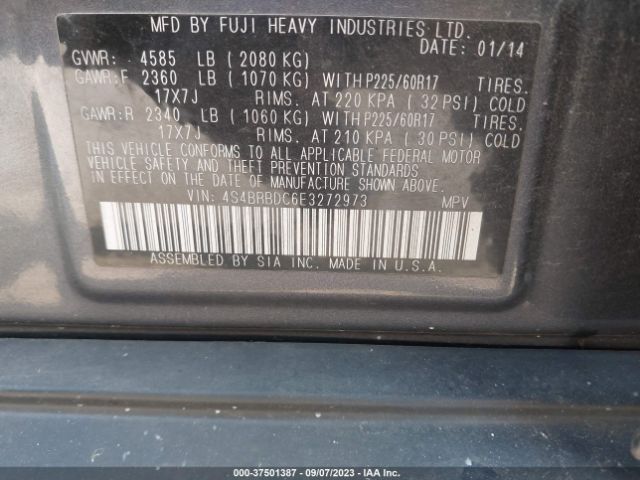 MFD BY FUJI HEAVY INDUSTRIES LTD.
DATE: 01/14
GVWR: 4585 LB (2080 KG)
GAWR:F 2360 LB (1070 KG) WITH P225/60R17 TIRES.
17X7J RIMS. AT 220 KPA (32 PSI) COLD
GAWR:R 2340 LB (1060 KG) WITH P225/60R17 TIRES.
17X7J RIMS. AT 210 KPA (30 PSI) COLD
THIS VEHICLE CONFORMS TO ALL APPLICABLE FEDERAL MOTOR
VEHICLE SAFETY AND THEFT PREVENTION STANDARDS
IN EFFECT ON THE DATE OF MANUFACTURE SHOWN ABOVE.
VIN: 4S4BRBDC6E3272973 MPV
ASSEMBLED BY SIA INC. MADE IN U.S.A.
000-37501387 - 09/07/2023 - IAA Inc.